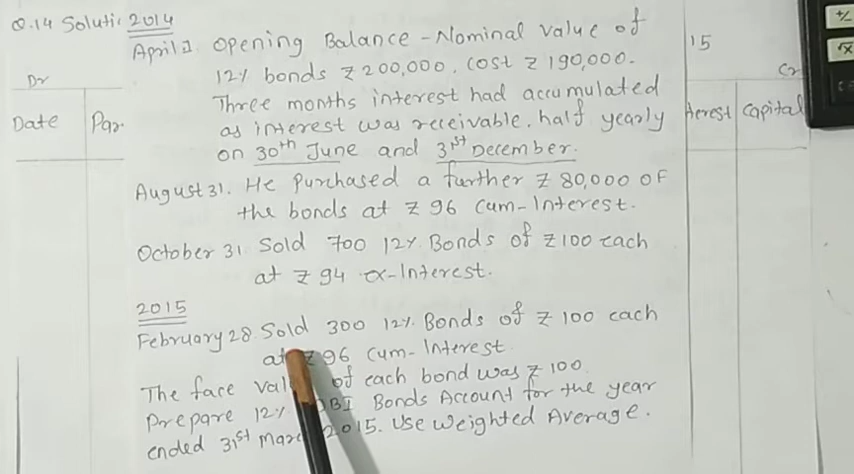 Q.14 Solutic
2014
April 1 Opening Balance - Nominal value of
12% bonds ₹200,000, cost ₹190,000.
Three months interest had accumulated
as interest was receivable, half yearly
on 30th June and 31st December.
August 31. He Purchased a further ₹80,000 OF
the bonds at ₹96 Cum-Interest.
October 31. Sold 700 12% Bonds of ₹100 each
at ₹94 ex-Interest.
2015
February 28. Sold 300 12% Bonds of ₹100 each
at ₹96 Cum-Interest
The face val of each bond was ₹100.
Prepare 12% DBI Bonds Account for the year
ended 31st Mar 2015. Use Weighted Average.
15
Dr
Cr
Date Par
terest Capital
+/-
√x